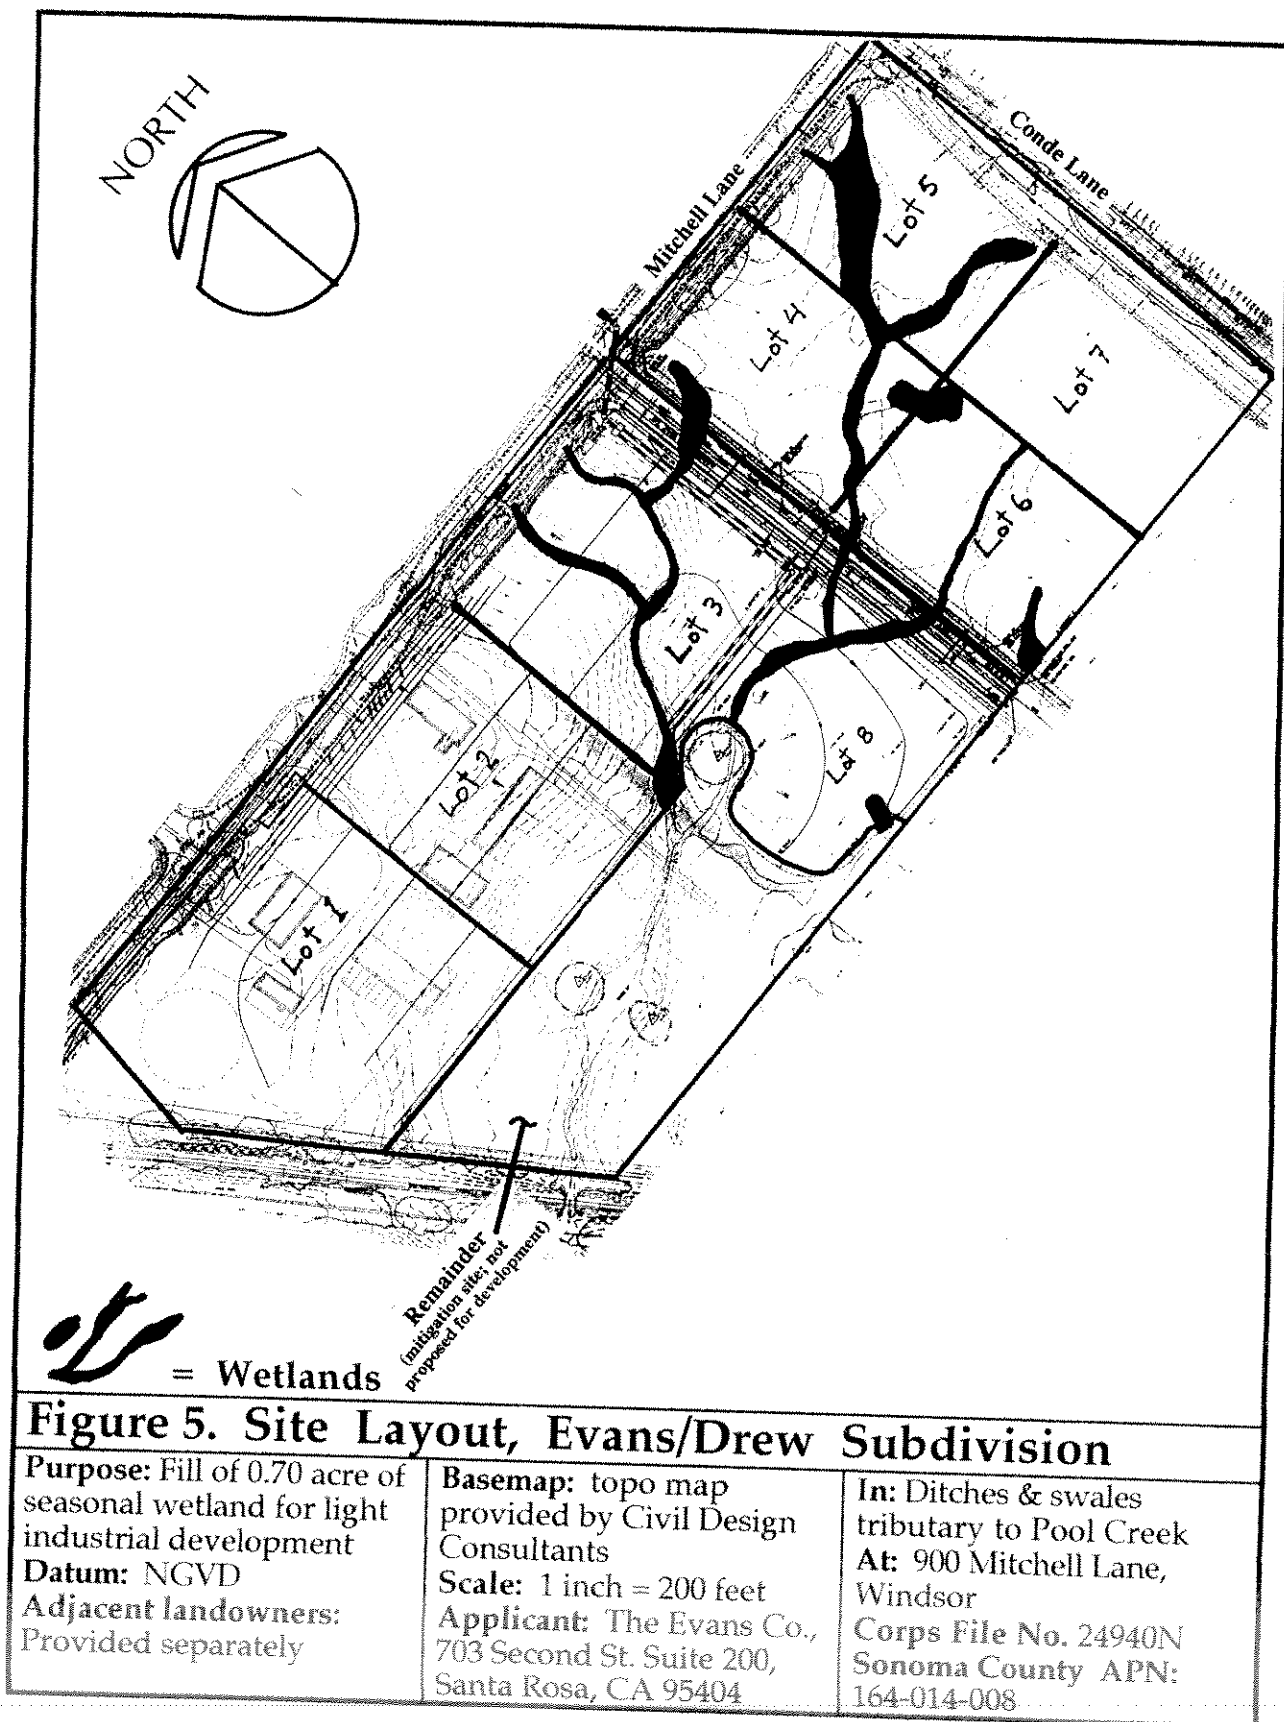 NORTH
Conde Lane
Mitchell Lane
Lot 5
Lot 4
Lot 7
Lot 6
Lot 3
Lot 8
Lot 2
Lot 1
Remainder
(mitigation site; not
proposed for development)
= Wetlands
Figure 5. Site Layout, Evans/Drew Subdivision
Purpose: Fill of 0.70 acre of
seasonal wetland for light
industrial development
Datum: NGVD
Adjacent landowners:
Provided separately
Basemap: topo map
provided by Civil Design
Consultants
Scale: 1 inch = 200 feet
Applicant: The Evans Co.,
703 Second St. Suite 200,
Santa Rosa, CA 95404
In: Ditches & swales
tributary to Pool Creek
At: 900 Mitchell Lane,
Windsor
Corps File No. 24940N
Sonoma County APN:
164-014-008